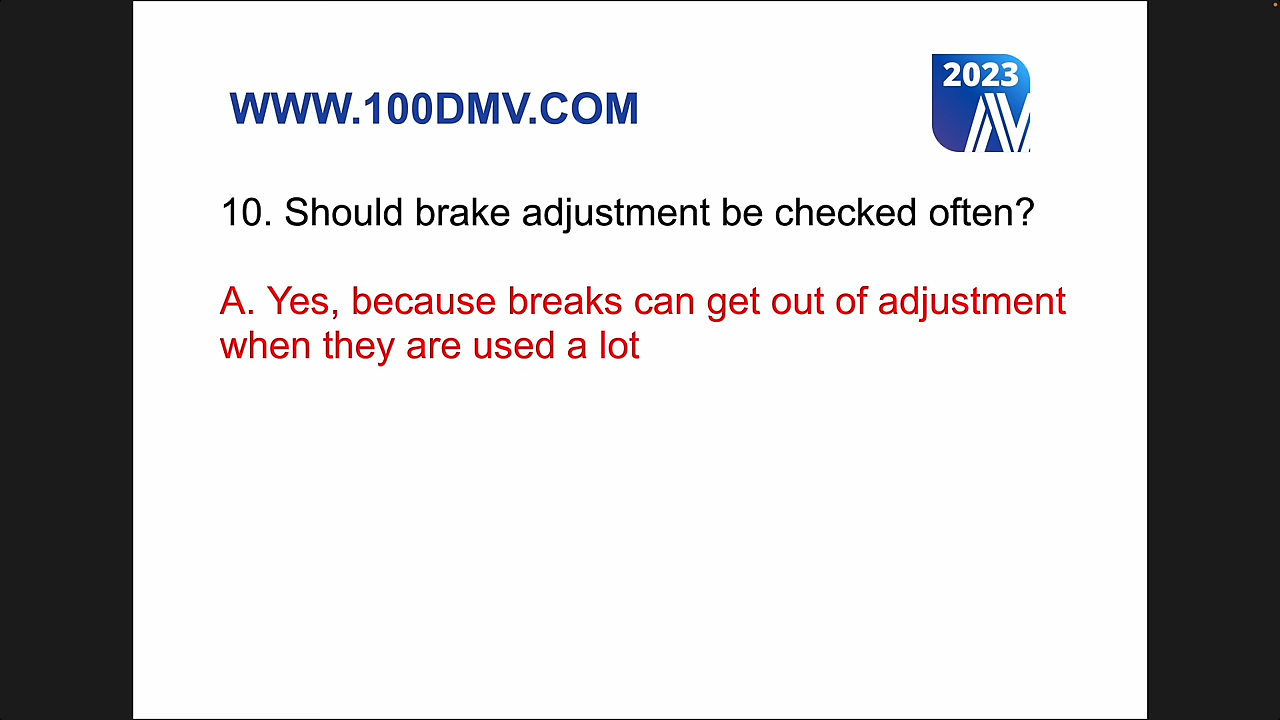 WWW.100DMV.COM
2023
10. Should brake adjustment be checked often?
A. Yes, because breaks can get out of adjustment
when they are used a lot